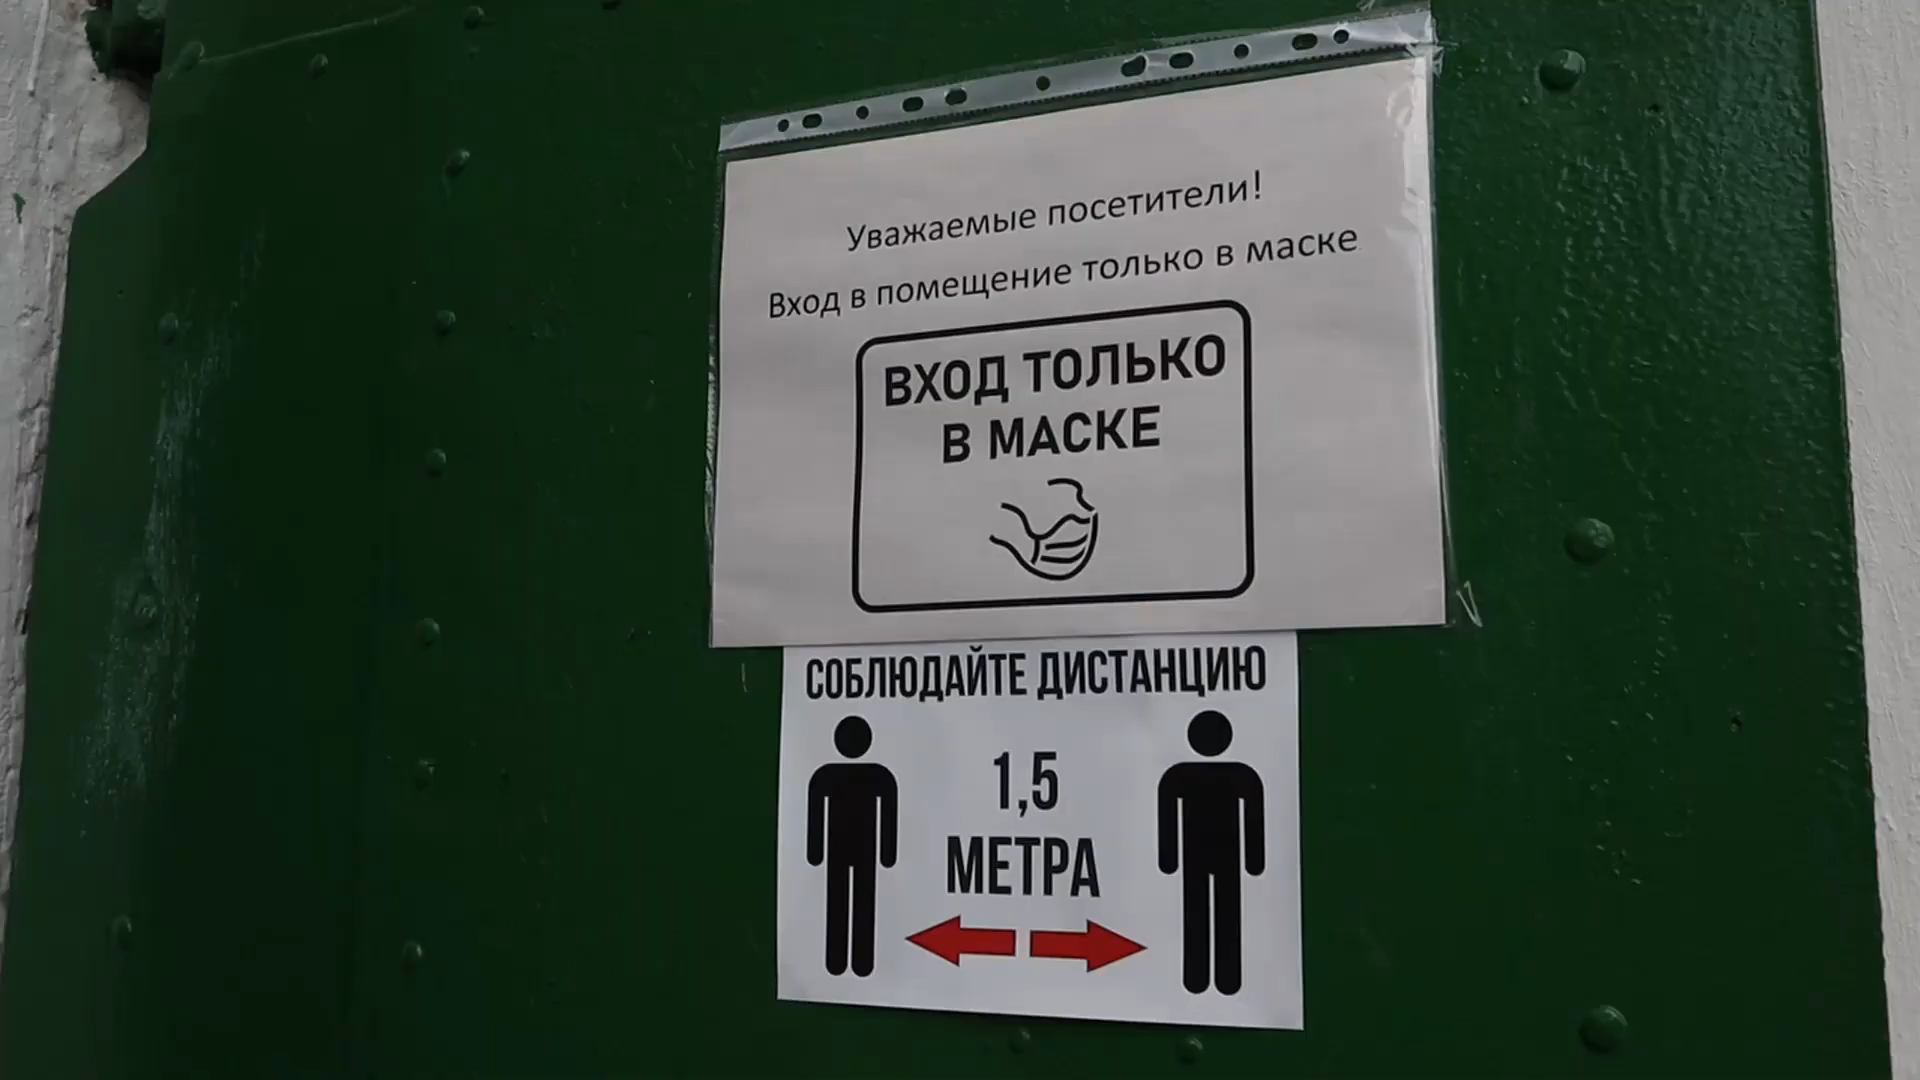 Уважаемые посетители!
Вход в помещение только в маске
ВХОД ТОЛЬКО
В МАСКЕ
СОБЛЮДАЙТЕ ДИСТАНЦИЮ
1,5
МЕТРА